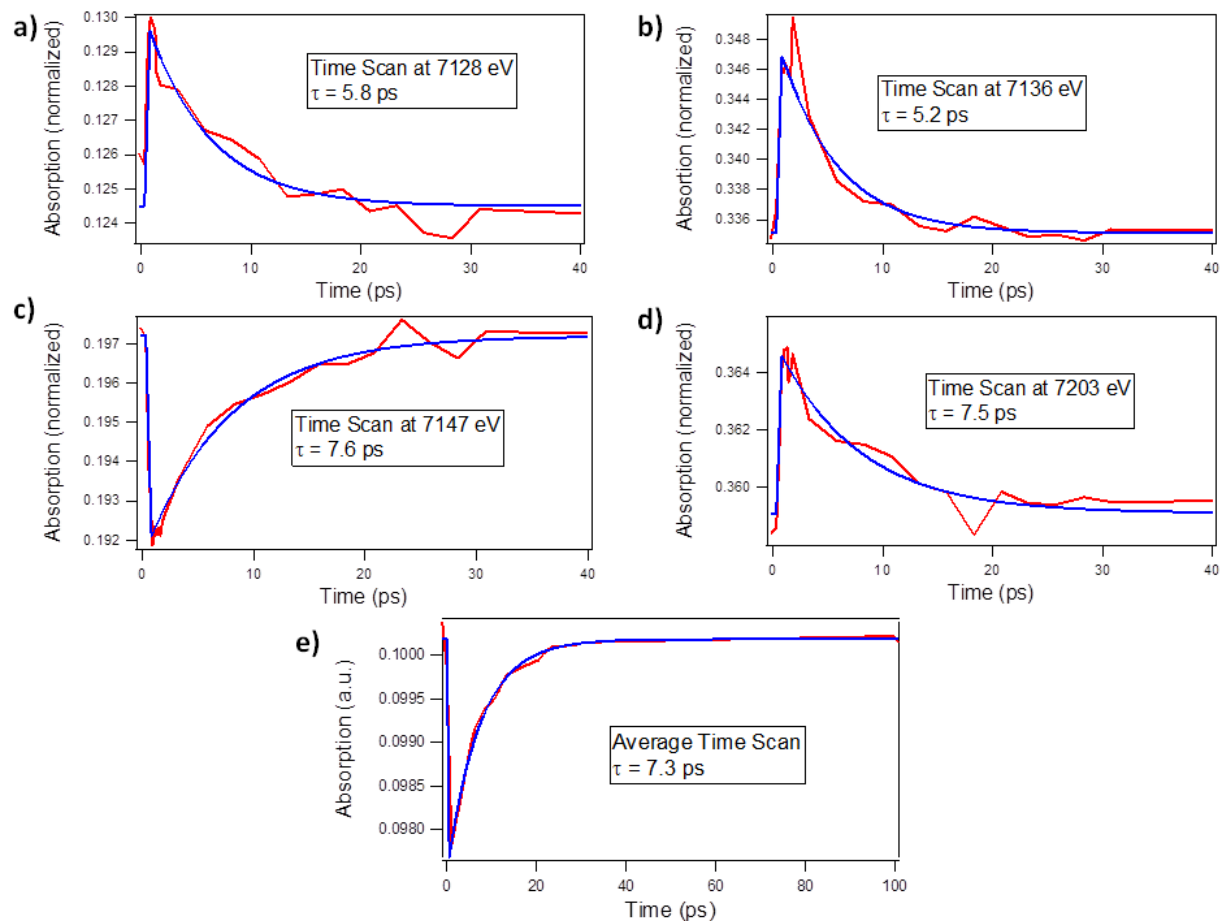 a)
0.130
0.129
0.128
0.127
0.126
0.125
0.124
Absorption (normalized)
Time Scan at 7128 eV
τ = 5.8 ps
0
10
20
30
40
Time (ps)
b)
0.348
0.346
0.344
0.342
0.340
0.338
0.336
Absortion (normalized)
Time Scan at 7136 eV
τ = 5.2 ps
0
10
20
30
40
Time (ps)
c)
0.197
0.196
0.195
0.194
0.193
0.192
Absorption (normalized)
Time Scan at 7147 eV
τ = 7.6 ps
0
10
20
30
40
Time (ps)
d)
0.364
0.362
0.360
Absorption (normalized)
Time Scan at 7203 eV
τ = 7.5 ps
0
10
20
30
40
Time (ps)
e)
0.1000
0.0995
0.0990
0.0985
0.0980
Absorption (a.u.)
Average Time Scan
τ = 7.3 ps
0
20
40
60
80
100
Time (ps)